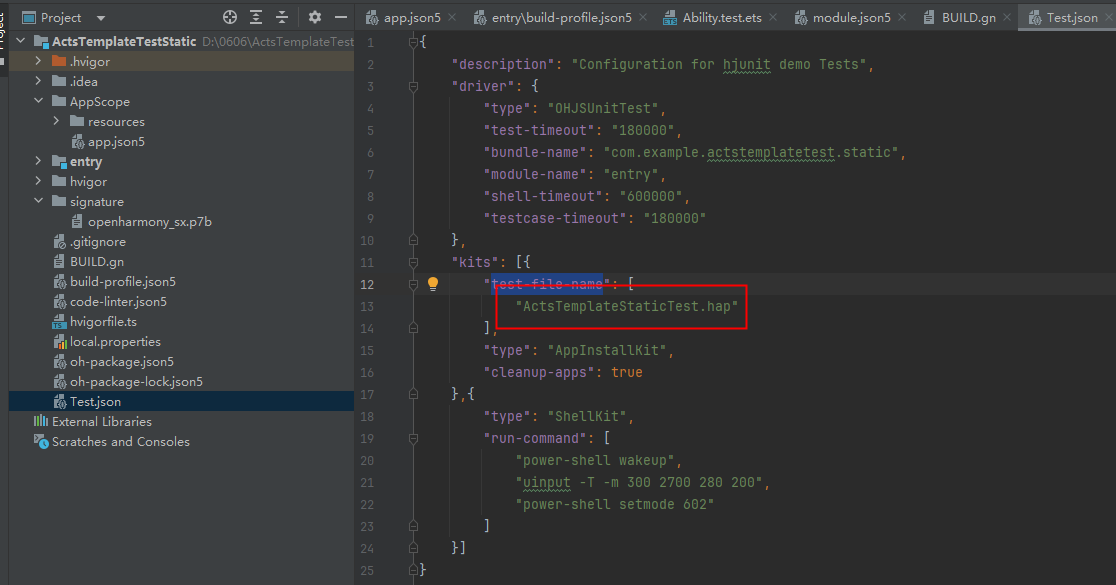 Project
app.json5
entry\build-profile.json5
Ability.test.ets
module.json5
BUILD.gn
Test.json
ActsTemplateTestStatic D:\0606\ActsTemplateTest
.hvigor
.idea
AppScope
resources
app.json5
entry
hvigor
signature
openharmony_sx.p7b
.gitignore
BUILD.gn
build-profile.json5
code-linter.json5
hvigorfile.ts
local.properties
oh-package.json5
oh-package-lock.json5
Test.json
External Libraries
Scratches and Consoles
1 {
2 "description": "Configuration for hjunit demo Tests",
3 "driver": {
4 "type": "OHJSUnitTest",
5 "test-timeout": "180000",
6 "bundle-name": "com.example.actstemplatetest.static",
7 "module-name": "entry",
8 "shell-timeout": "600000",
9 "testcase-timeout": "180000"
10 },
11 "kits": [{
12 "test-file-name": [
13 "ActsTemplateStaticTest.hap"
14 ],
15 "type": "AppInstallKit",
16 "cleanup-apps": true
17 },{
18 "type": "ShellKit",
19 "run-command": [
20 "power-shell wakeup",
21 "uinput -T -m 300 2700 280 200",
22 "power-shell setmode 602"
23 ]
24 }]
25 }